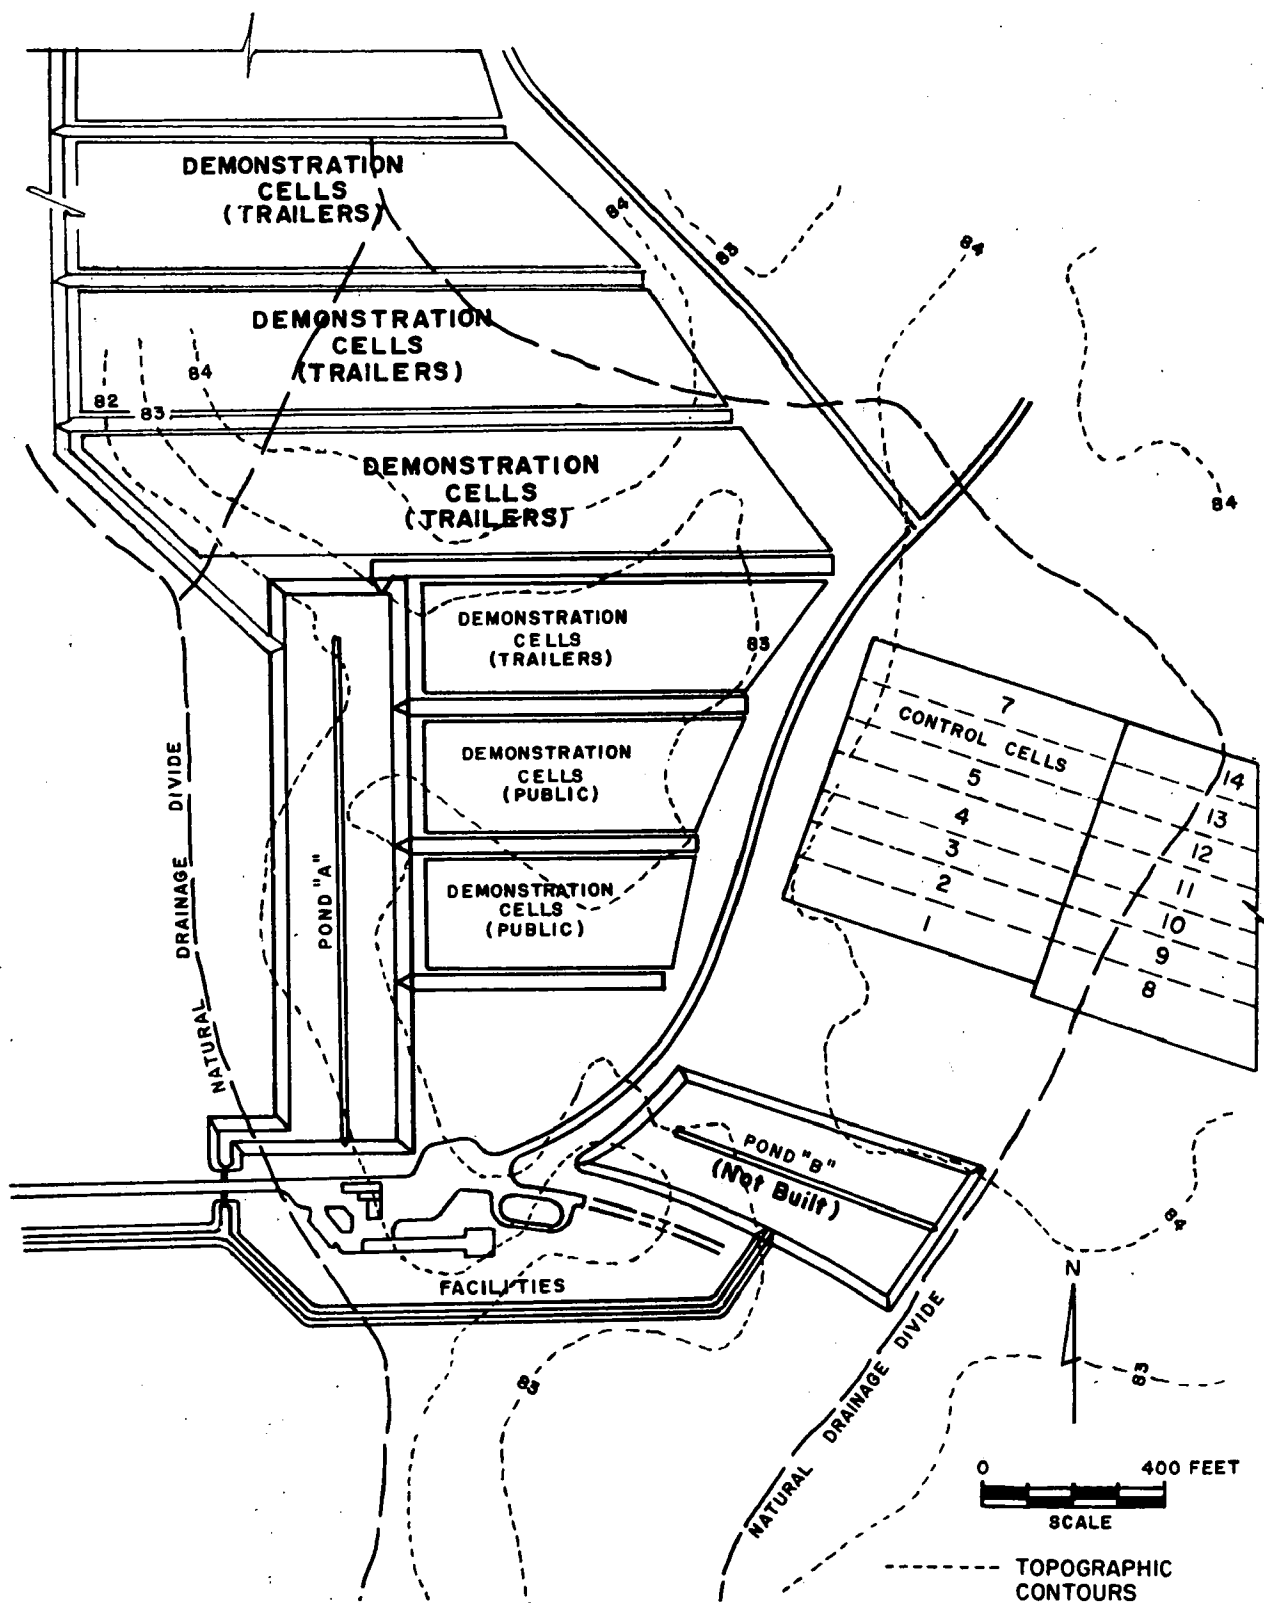 DEMONSTRATION
CELLS
(TRAILERS)
84
83
84
DEMONSTRATION
CELLS
(TRAILERS)
84
82
83
DEMONSTRATION
CELLS
(TRAILERS)
84
DEMONSTRATION
CELLS
(TRAILERS)
83
7
CONTROL CELLS
5
4
3
2
1
14
13
12
11
10
9
8
DEMONSTRATION
CELLS
(PUBLIC)
DEMONSTRATION
CELLS
(PUBLIC)
POND "A"
NATURAL DRAINAGE DIVIDE
POND "B"
(Not Built)
84
FACILITIES
N
NATURAL DRAINAGE DIVIDE
83
83
0 400 FEET
SCALE
TOPOGRAPHIC
CONTOURS